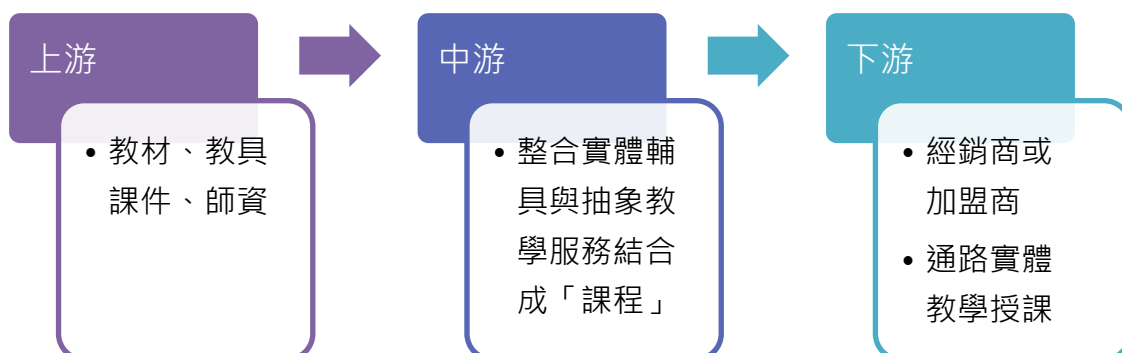 上游
• 教材、教具
課件、師資
中游
• 整合實體輔
具與抽象教
學服務結合
成「課程」
下游
• 經銷商或
加盟商
• 通路實體
教學授課